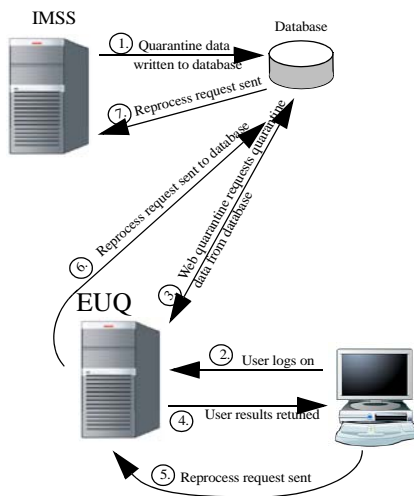 IMSS
Database
1. Quarantine data
written to database
7. Reprocess request sent
6. Reprocess request sent to database
3. Web quarantine requests quarantine
data from database
EUQ
2. User logs on
4. User results retuned
5. Reprocess request sent